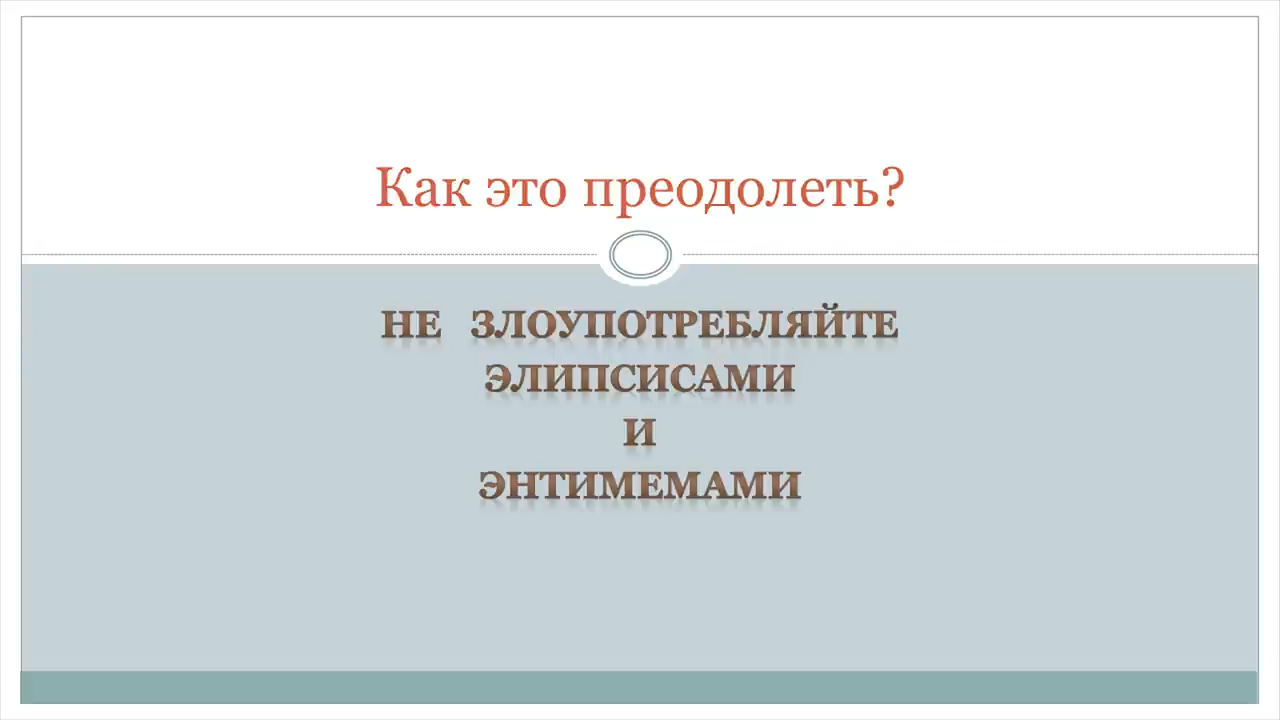 Как это преодолеть?
НЕ ЗЛОУПОТРЕБЛЯЙТЕ
ЭЛИПСИСАМИ
И
ЭНТИМЕМАМИ